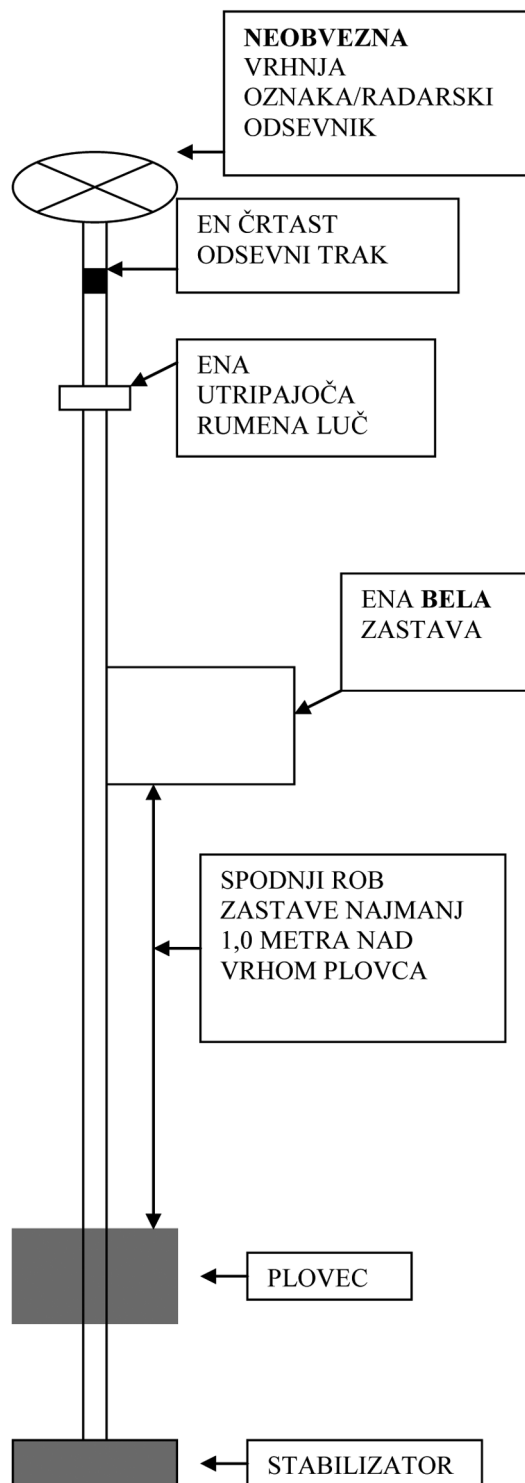 NEOBVEZNA
VRHNJA
OZNAKA/RADARSKI
ODSEVNIK
EN ČRTAST
ODSEVNI TRAK
ENA
UTRIPAJOČA
RUMENA LUČ
ENA BELA
ZASTAVA
SPODNJI ROB
ZASTAVE NAJMANJ
1,0 METRA NAD
VRHOM PLOVCA
PLOVEC
STABILIZATOR